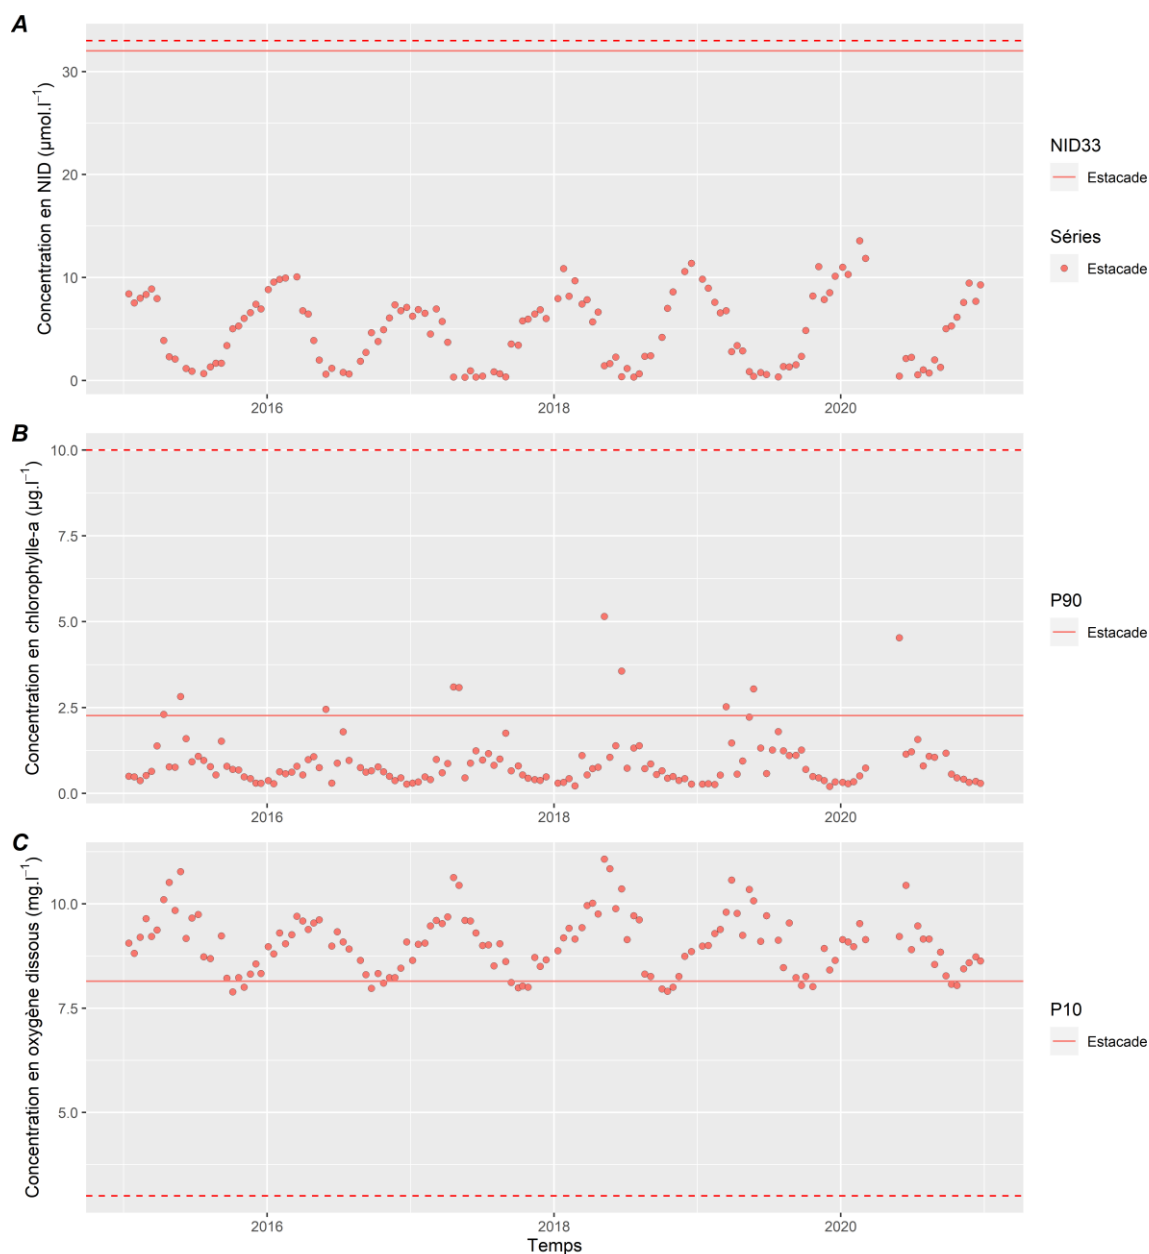 A
Concentration en NID (µmol.l⁻¹)
30
20
10
0
2016
2018
2020
NID33
Estacade
Séries
Estacade
B
Concentration en chlorophylle-a (µg.l⁻¹)
10.0
7.5
5.0
2.5
0.0
2016
2018
2020
P90
Estacade
C
Concentration en oxygène dissous (mg.l⁻¹)
10.0
7.5
5.0
2016
2018
2020
Temps
P10
Estacade